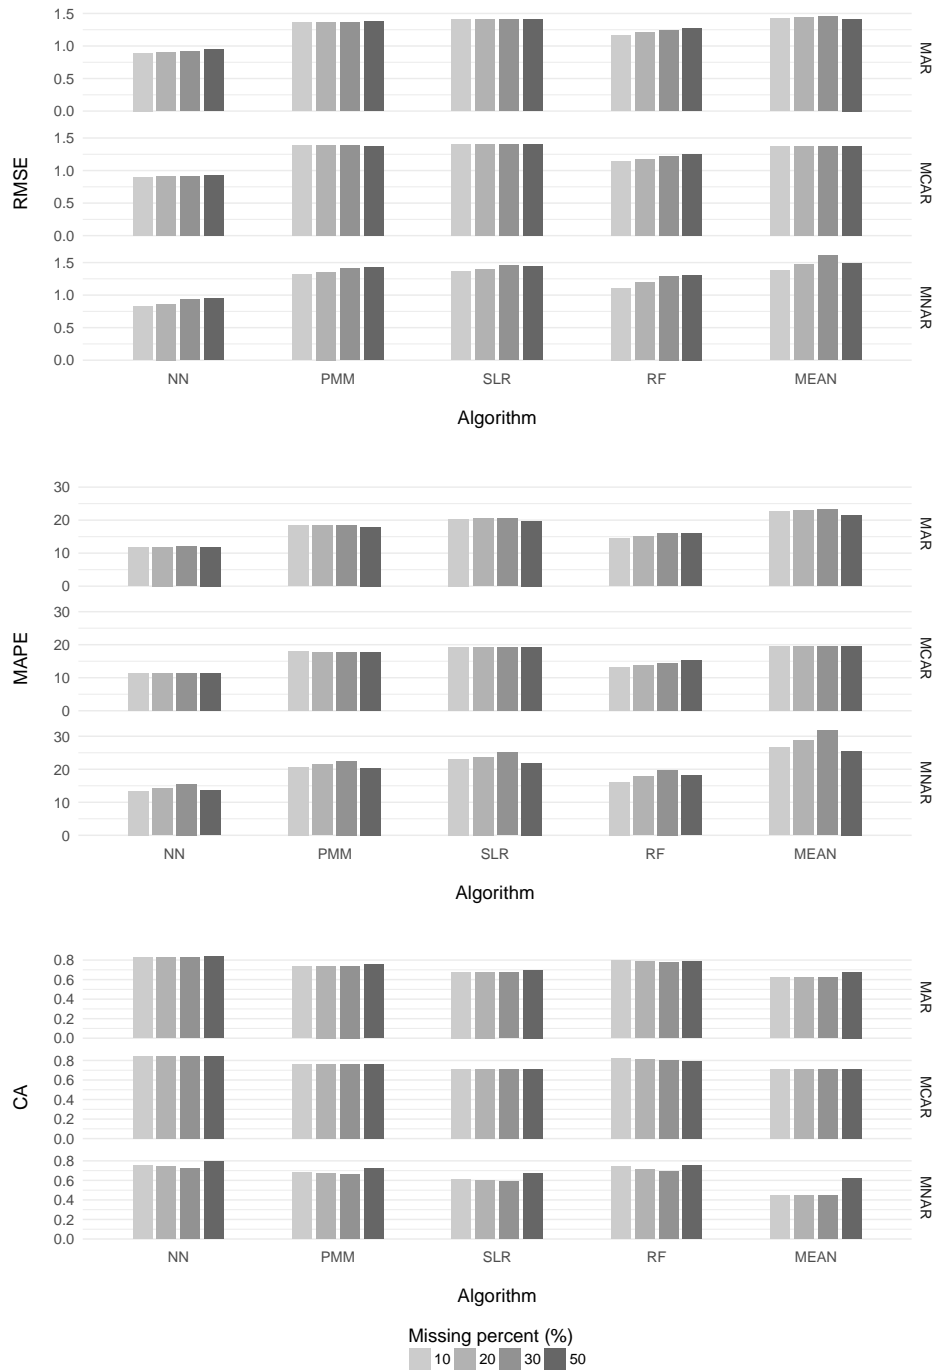 1.5
1.0
0.5
0.0
MAR
1.5
1.0
0.5
0.0
MCAR
RMSE
1.5
1.0
0.5
0.0
MNAR
NN PMM SLR RF MEAN
Algorithm
30
20
10
0
MAR
30
20
10
0
MCAR
MAPE
30
20
10
0
MNAR
NN PMM SLR RF MEAN
Algorithm
0.8
0.6
0.4
0.2
0.0
MAR
0.8
0.6
0.4
0.2
0.0
MCAR
CA
0.8
0.6
0.4
0.2
0.0
MNAR
NN PMM SLR RF MEAN
Algorithm
Missing percent (%)
10 20 30 50